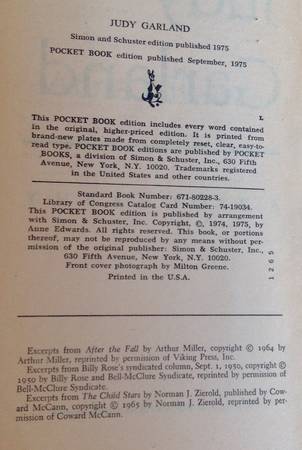 JUDY GARLAND
Simon and Schuster edition published 1975
POCKET BOOK edition published September, 1975
L
This POCKET BOOK edition includes every word contained
in the original, higher-priced edition. It is printed from
brand-new plates made from completely reset, clear, easy-to-
read type. POCKET BOOK editions are published by POCKET
BOOKS, a division of Simon & Schuster, Inc., 630 Fifth
Avenue, New York, N.Y. 10020. Trademarks registered
in the United States and other countries.
Standard Book Number: 671-80228-3.
Library of Congress Catalog Card Number: 74-19034.
This POCKET BOOK edition is published by arrangement
with Simon & Schuster, Inc. Copyright, ©, 1974, 1975, by
Anne Edwards. All rights reserved. This book, or portions
thereof, may not be reproduced by any means without per-
mission of the original publisher: Simon & Schuster, Inc.,
630 Fifth Avenue, New York, N.Y. 10020.
Front cover photograph by Milton Greene.
Printed in the U.S.A.
1265
Excerpts from After the Fall by Arthur Miller, copyright © 1964 by
Arthur Miller, reprinted by permission of Viking Press, Inc.
Excerpts from Billy Rose's syndicated column, Sept. 1, 1950, copyright
© 1950 by Billy Rose and Bell-McClure Syndicate, reprinted by permission of
Bell-McClure Syndicate.
Excerpts from The Child Stars by Norman J. Zierold, published by Cow-
ard McCann, copyright © 1965 by Norman J. Zierold, reprinted by per-
mission of Coward McCann.